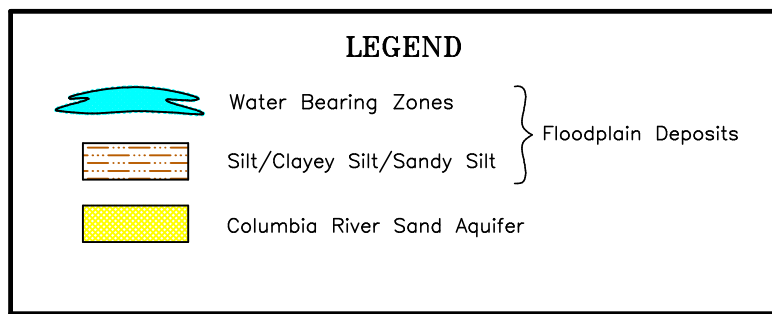 LEGEND
Water Bearing Zones
Floodplain Deposits
Silt/Clayey Silt/Sandy Silt
Columbia River Sand Aquifer